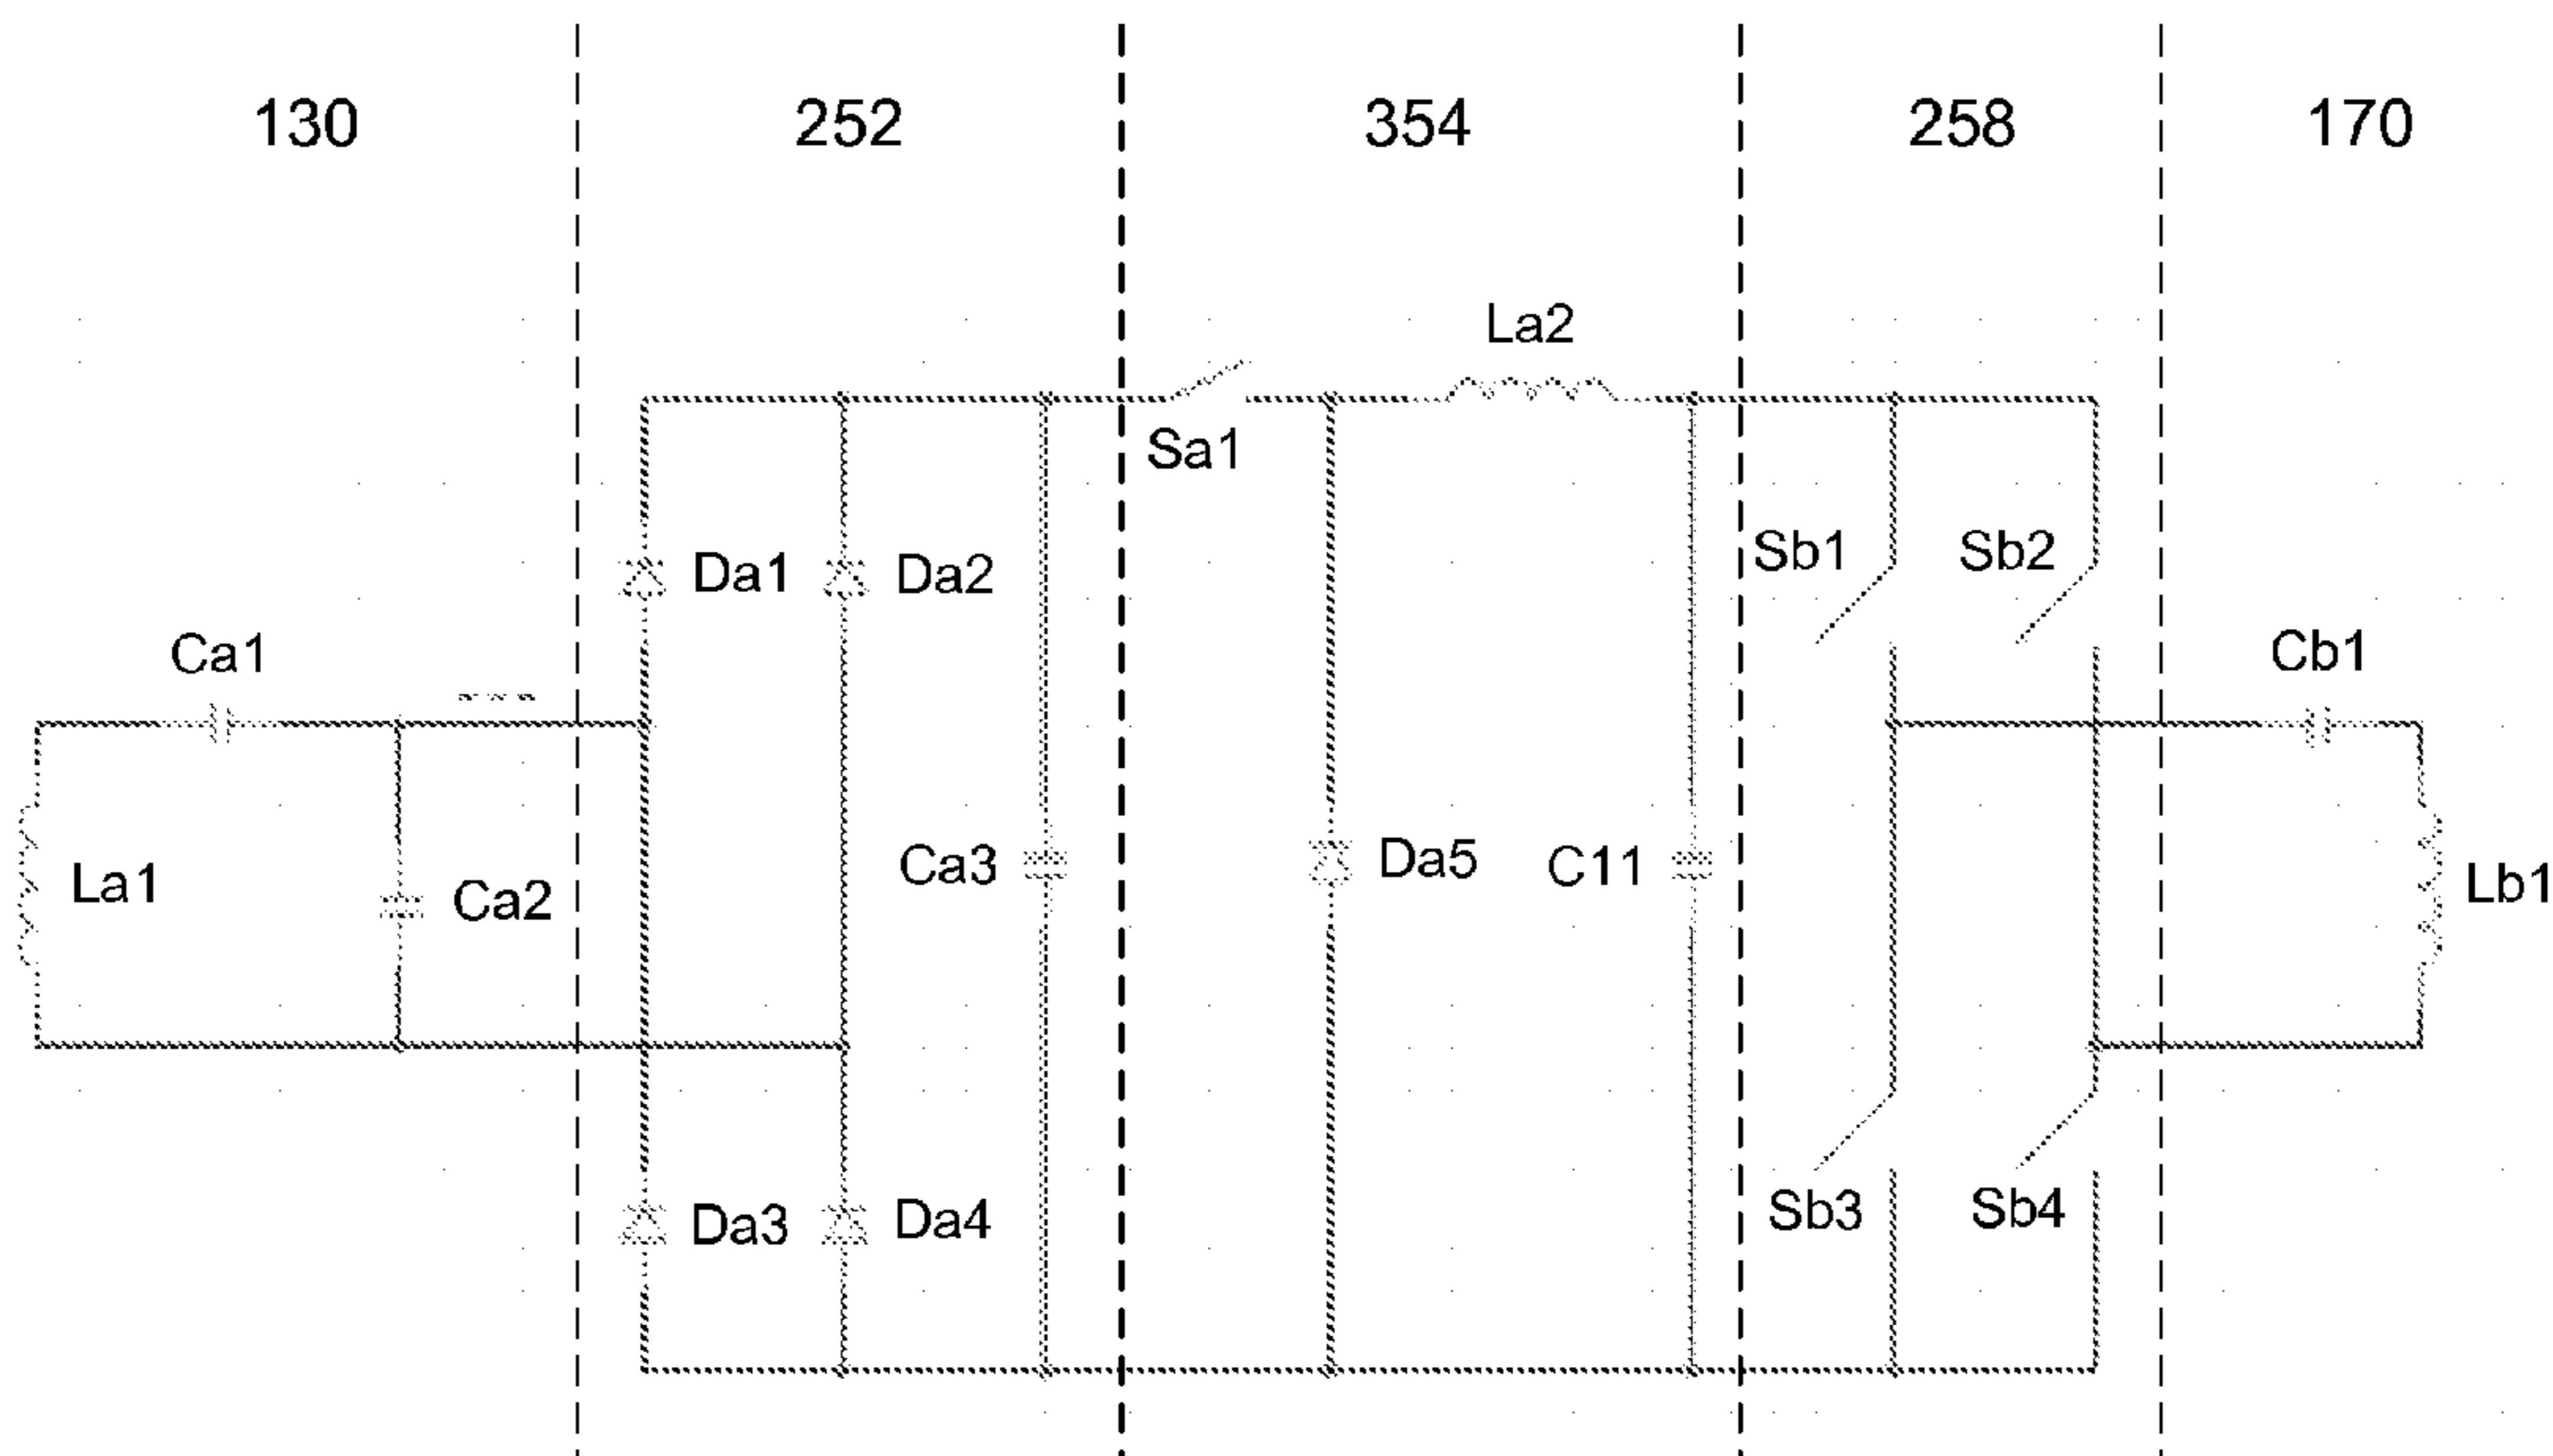 130 252 354 258 170
La2
Sa1
Sb1 Sb2
Da1 Da2
Ca1 Cb1
Ca3 Da5 C11
La1 Ca2 Lb1
Da3 Da4 Sb3 Sb4